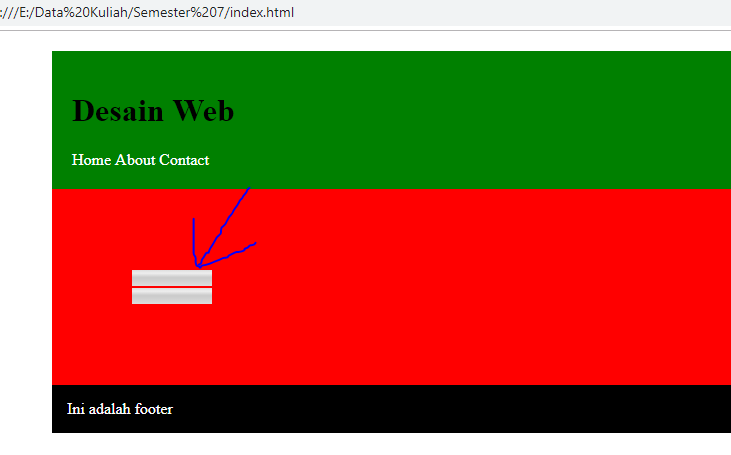 :///E:/Data%20Kuliah/Semester%207/index.html
Desain Web
Home About Contact
Ini adalah footer